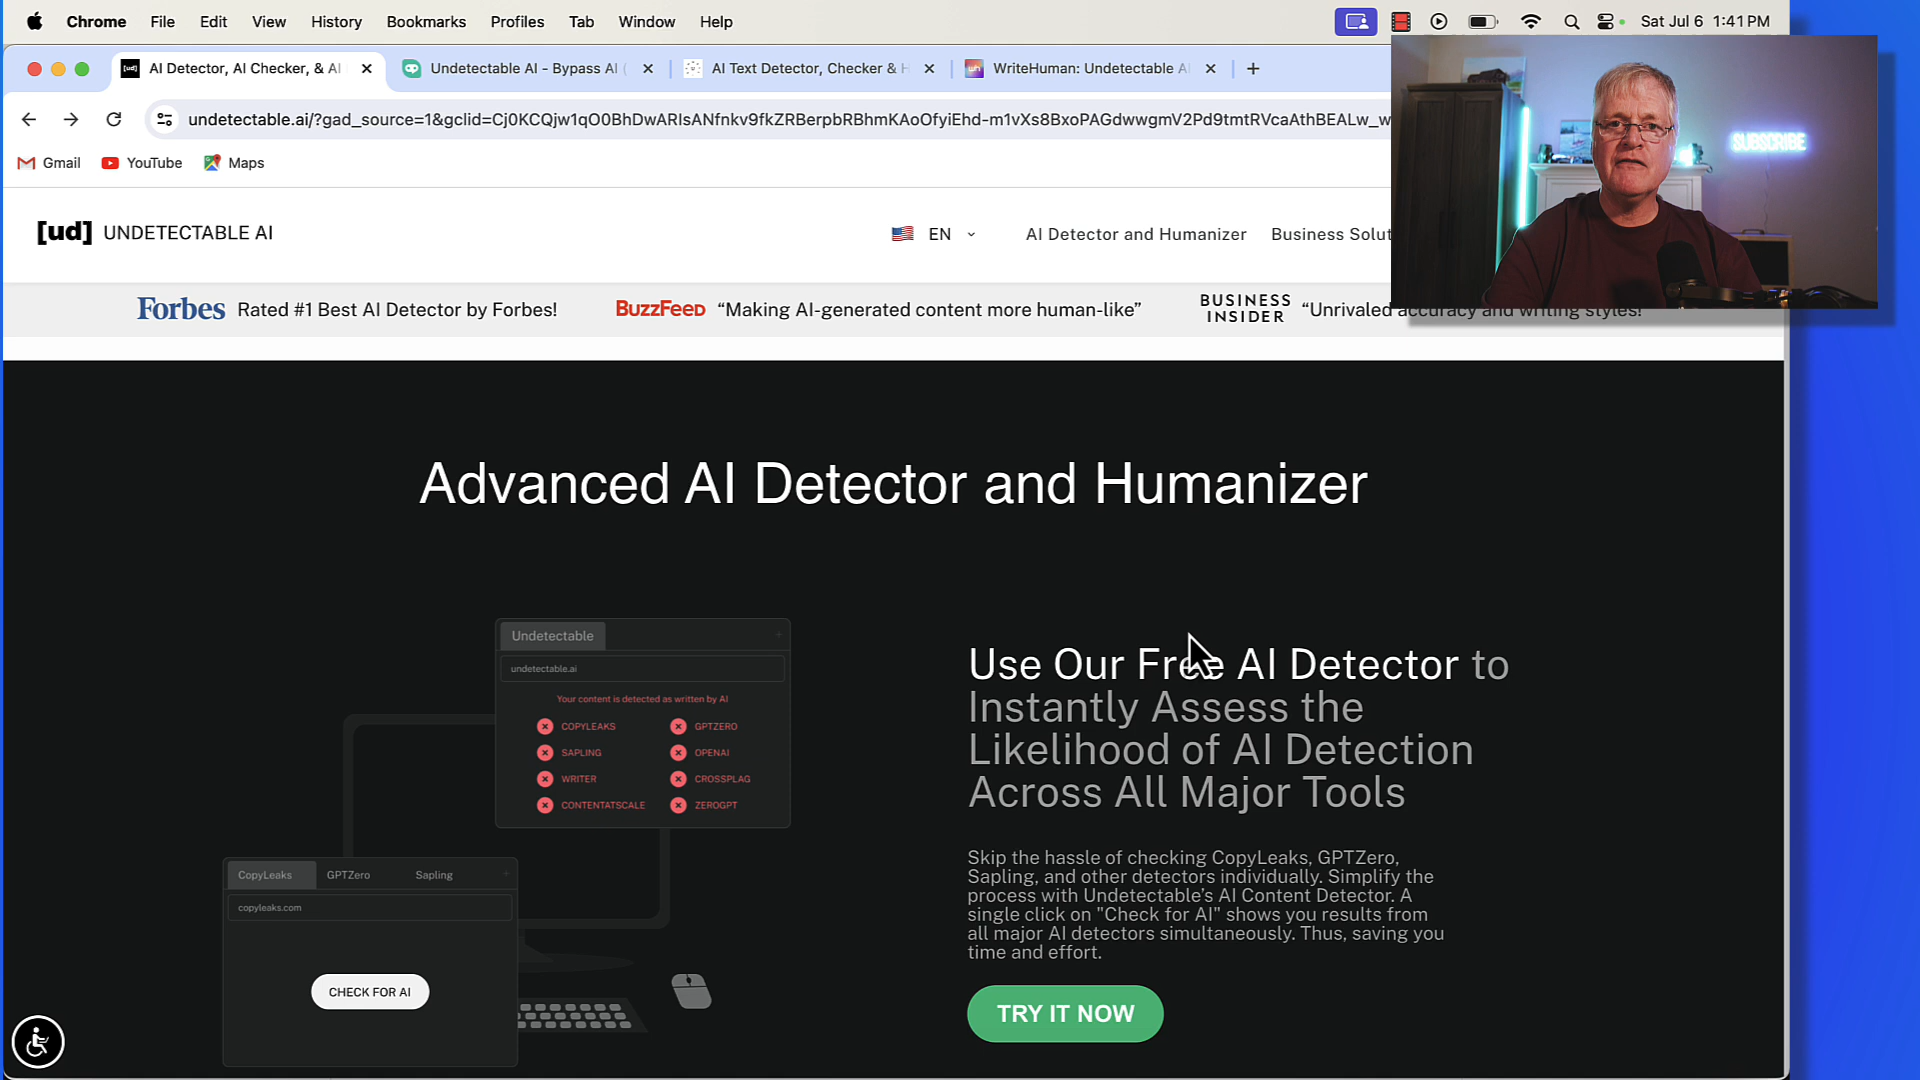 Chrome File Edit View History Bookmarks Profiles Tab Window Help Sat Jul 6 1:41 PM
AI Detector, AI Checker, & AI Undetectable AI - Bypass AI ( AI Text Detector, Checker & H WriteHuman: Undetectable AI
undetectable.ai/?gad_source=1&gclid=Cj0KCQjw1qO0BhDwARIsANfnkv9fkZRBerpbRBhmKAoOfyiEhd-m1vXs8BxoPAGdwwgmV2Pd9tmtRVcaAthBEALw_w
Gmail YouTube Maps
SUBSCRIBE
[ud] UNDETECTABLE AI EN AI Detector and Humanizer Business Solut
Forbes Rated #1 Best AI Detector by Forbes! BuzzFeed “Making AI-generated content more human-like” BUSINESS INSIDER “Unrivaled accuracy and writing styles!
Advanced AI Detector and Humanizer
Undetectable
undetectable.ai
Your content is detected as written by AI
COPYLEAKS GPTZERO
SAPLING OPENAI
WRITER CROSSPLAG
CONTENTATSCALE ZEROGPT
CopyLeaks GPTZero Sapling
copyleaks.com
CHECK FOR AI
Use Our Free AI Detector to
Instantly Assess the
Likelihood of AI Detection
Across All Major Tools
Skip the hassle of checking CopyLeaks, GPTZero,
Sapling, and other detectors individually. Simplify the
process with Undetectable’s AI Content Detector. A
single click on "Check for AI" shows you results from
all major AI detectors simultaneously. Thus, saving you
time and effort.
TRY IT NOW